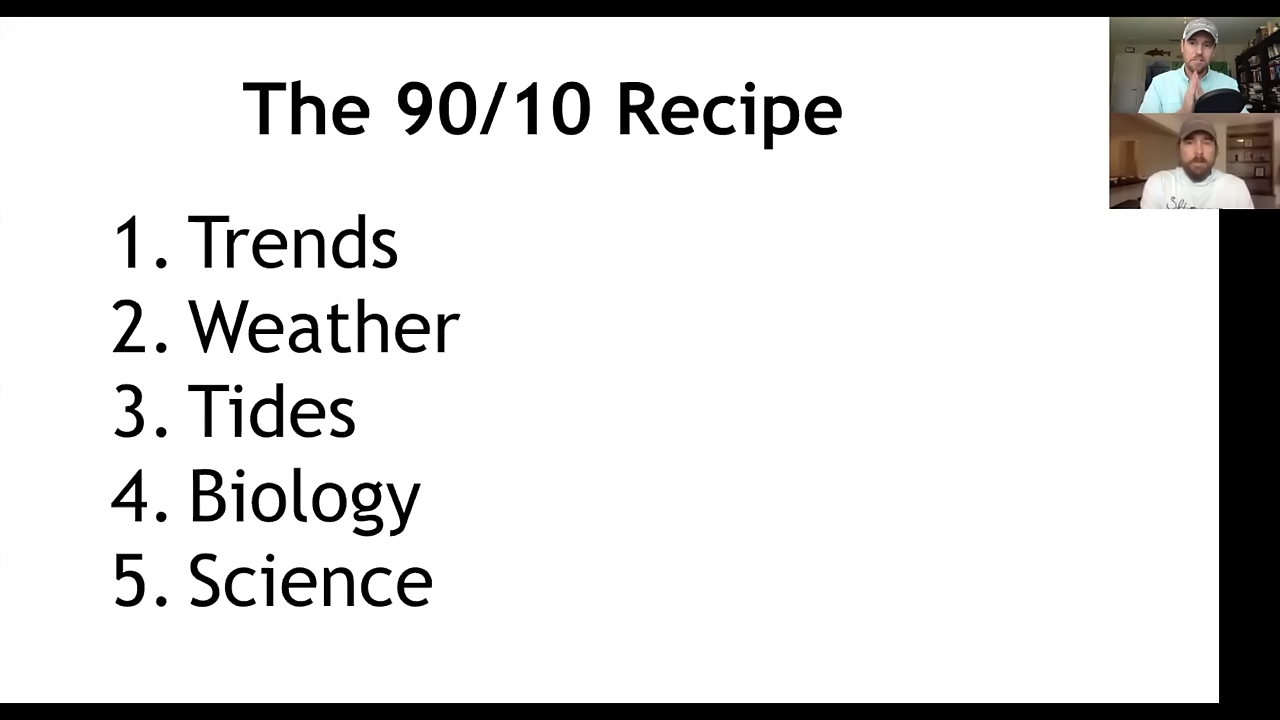 The 90/10 Recipe
1. Trends
2. Weather
3. Tides
4. Biology
5. Science